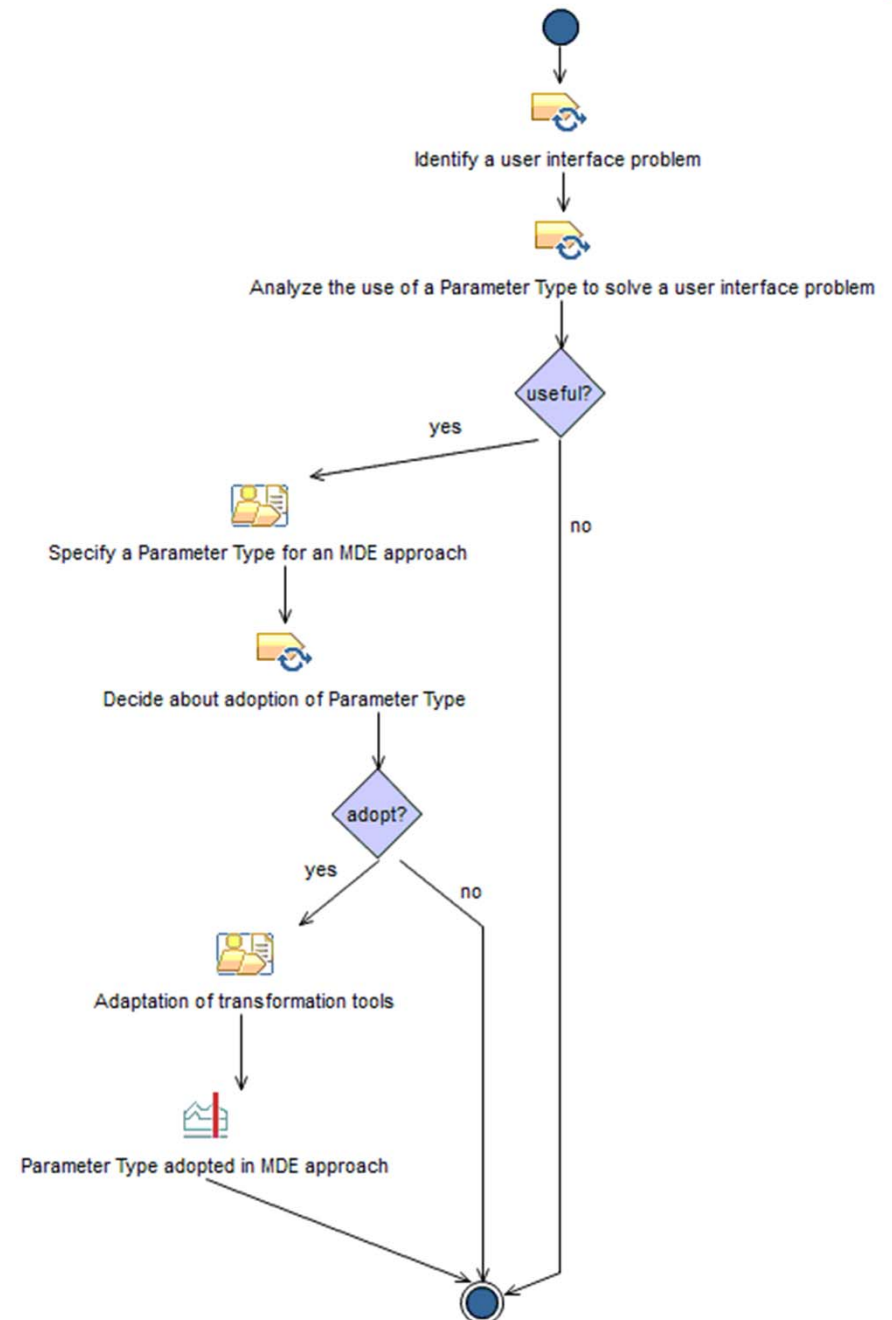 Identify a user interface problem
Analyze the use of a Parameter Type to solve a user interface problem
useful?
yes
no
Specify a Parameter Type for an MDE approach
Decide about adoption of Parameter Type
adopt?
yes
no
Adaptation of transformation tools
Parameter Type adopted in MDE approach